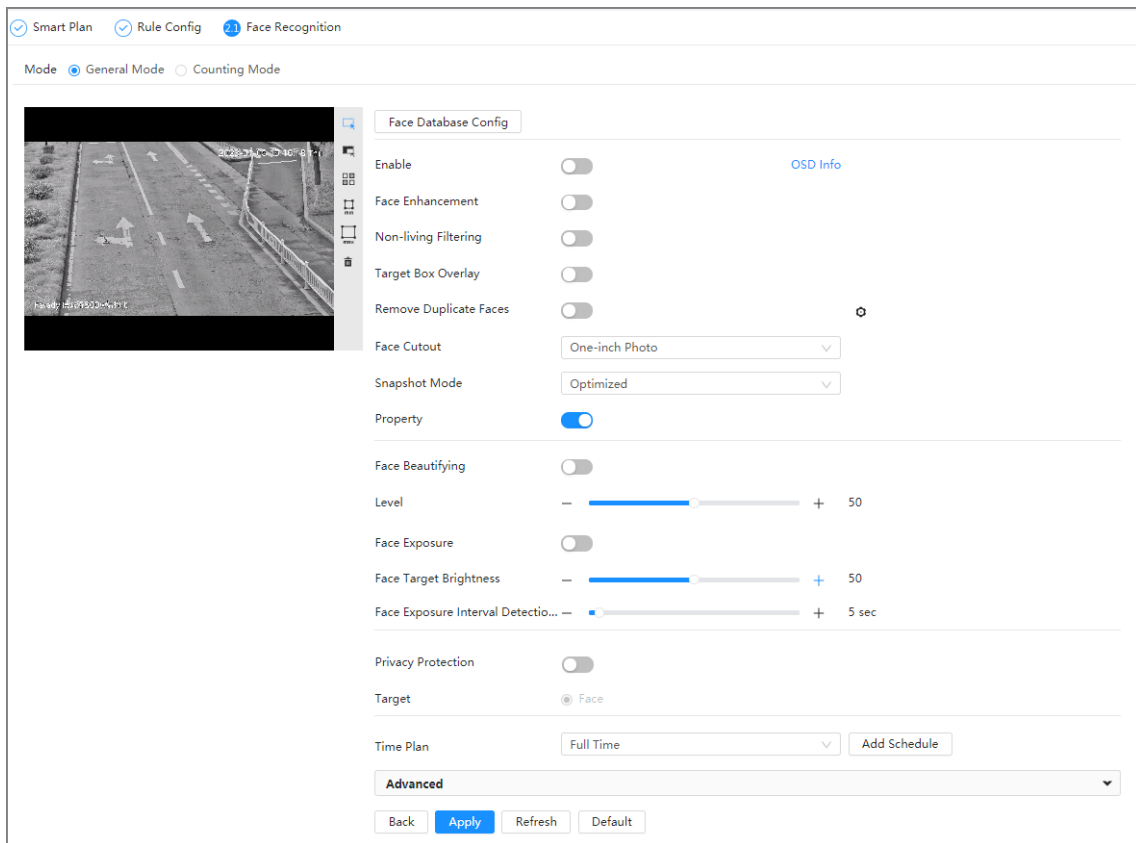 Smart Plan Rule Config 2.1 Face Recognition
Mode General Mode Counting Mode
Face Database Config
Enable OSD Info
Face Enhancement
Non-living Filtering
Target Box Overlay
Remove Duplicate Faces
Face Cutout One-inch Photo
Snapshot Mode Optimized
Property
Face Beautifying
Level − + 50
Face Exposure
Face Target Brightness − + 50
Face Exposure Interval Detectio... − + 5 sec
Privacy Protection
Target Face
Time Plan Full Time Add Schedule
Advanced
Back Apply Refresh Default